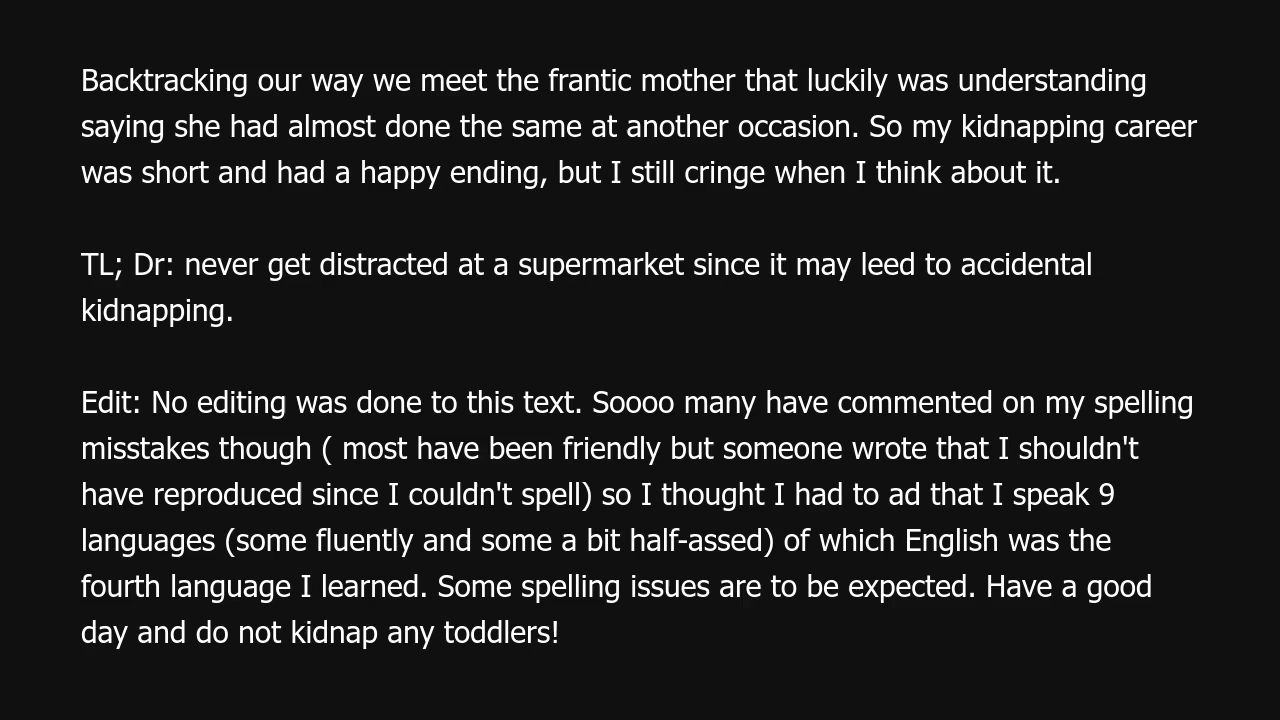 Backtracking our way we meet the frantic mother that luckily was understanding
saying she had almost done the same at another occasion. So my kidnapping career
was short and had a happy ending, but I still cringe when I think about it.
TL; Dr: never get distracted at a supermarket since it may leed to accidental
kidnapping.
Edit: No editing was done to this text. Soooo many have commented on my spelling
misstakes though ( most have been friendly but someone wrote that I shouldn't
have reproduced since I couldn't spell) so I thought I had to ad that I speak 9
languages (some fluently and some a bit half-assed) of which English was the
fourth language I learned. Some spelling issues are to be expected. Have a good
day and do not kidnap any toddlers!